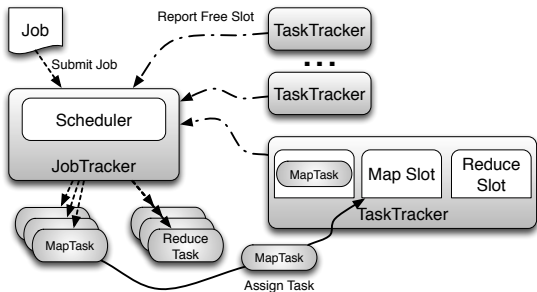 Job
Report Free Slot
TaskTracker
Submit Job
...
TaskTracker
Scheduler
JobTracker
MapTask
Map Slot
Reduce
Slot
TaskTracker
MapTask
Reduce
Task
MapTask
Assign Task